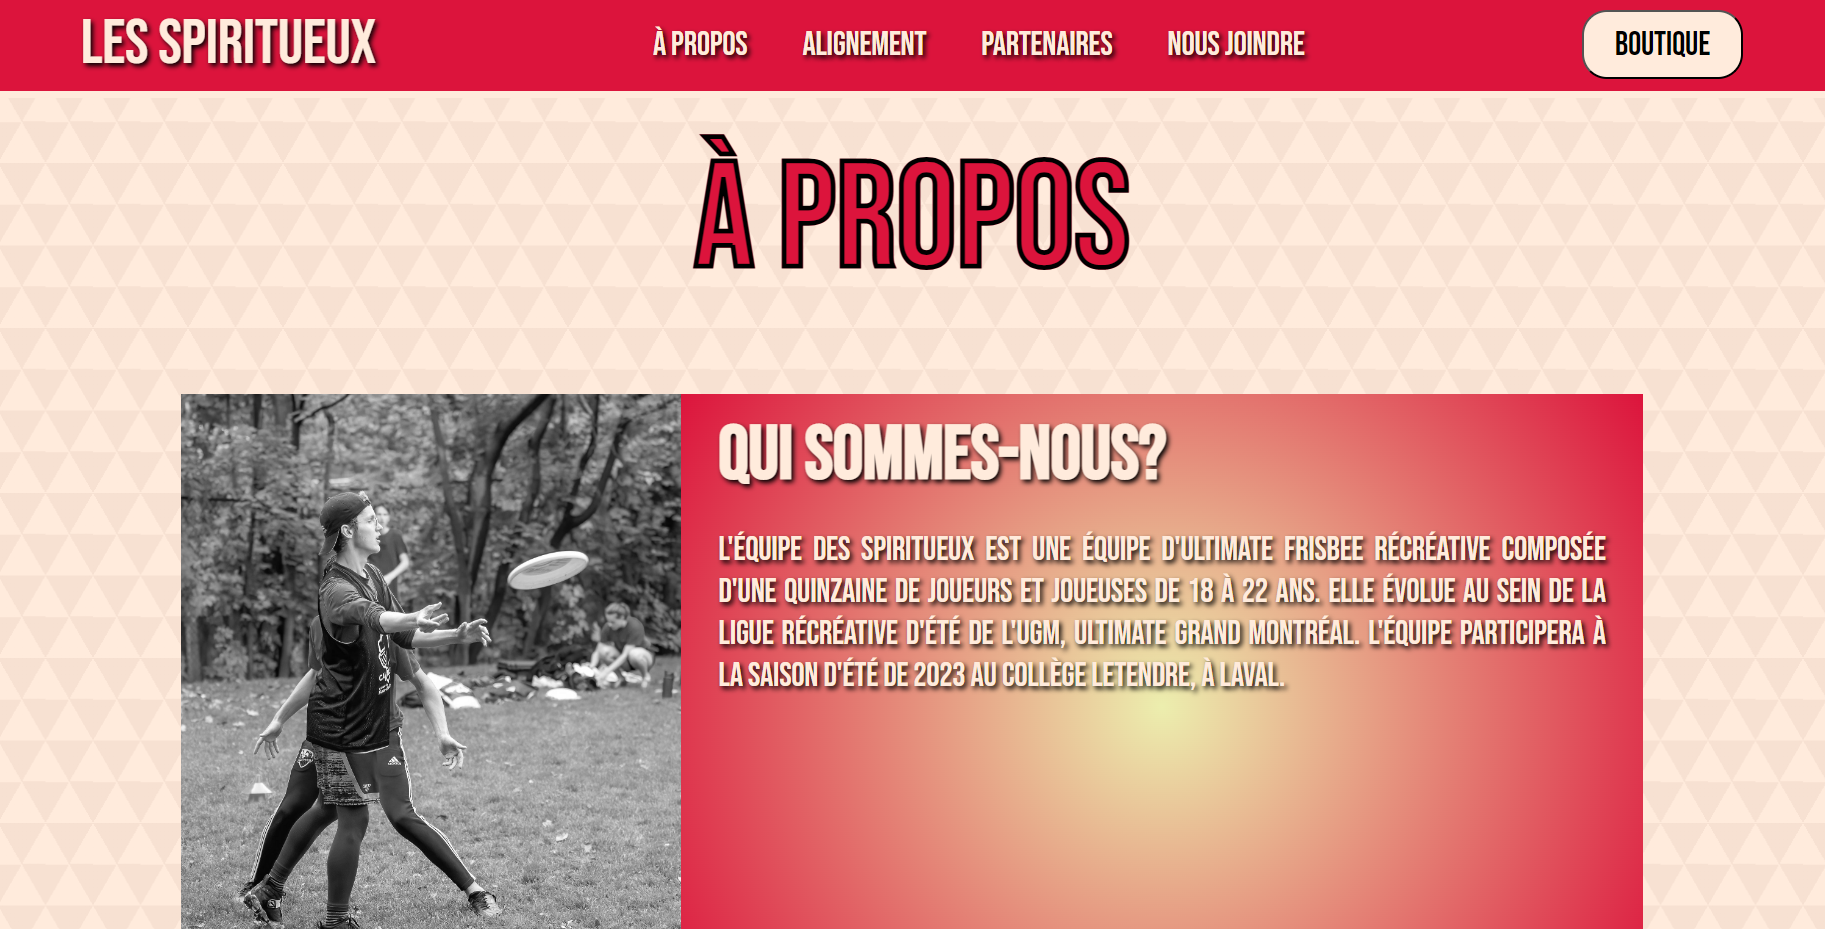 LES SPIRITUEUX
À PROPOS
ALIGNEMENT
PARTENAIRES
NOUS JOINDRE
BOUTIQUE
À PROPOS
QUI SOMMES-NOUS?
L'ÉQUIPE DES SPIRITUEUX EST UNE ÉQUIPE D'ULTIMATE FRISBEE RÉCRÉATIVE COMPOSÉE
D'UNE QUINZAINE DE JOUEURS ET JOUEUSES DE 18 À 22 ANS. ELLE ÉVOLUE AU SEIN DE LA
LIGUE RÉCRÉATIVE D'ÉTÉ DE L'UGM, ULTIMATE GRAND MONTRÉAL. L'ÉQUIPE PARTICIPERA À
LA SAISON D'ÉTÉ DE 2023 AU COLLÈGE LETENDRE, À LAVAL.